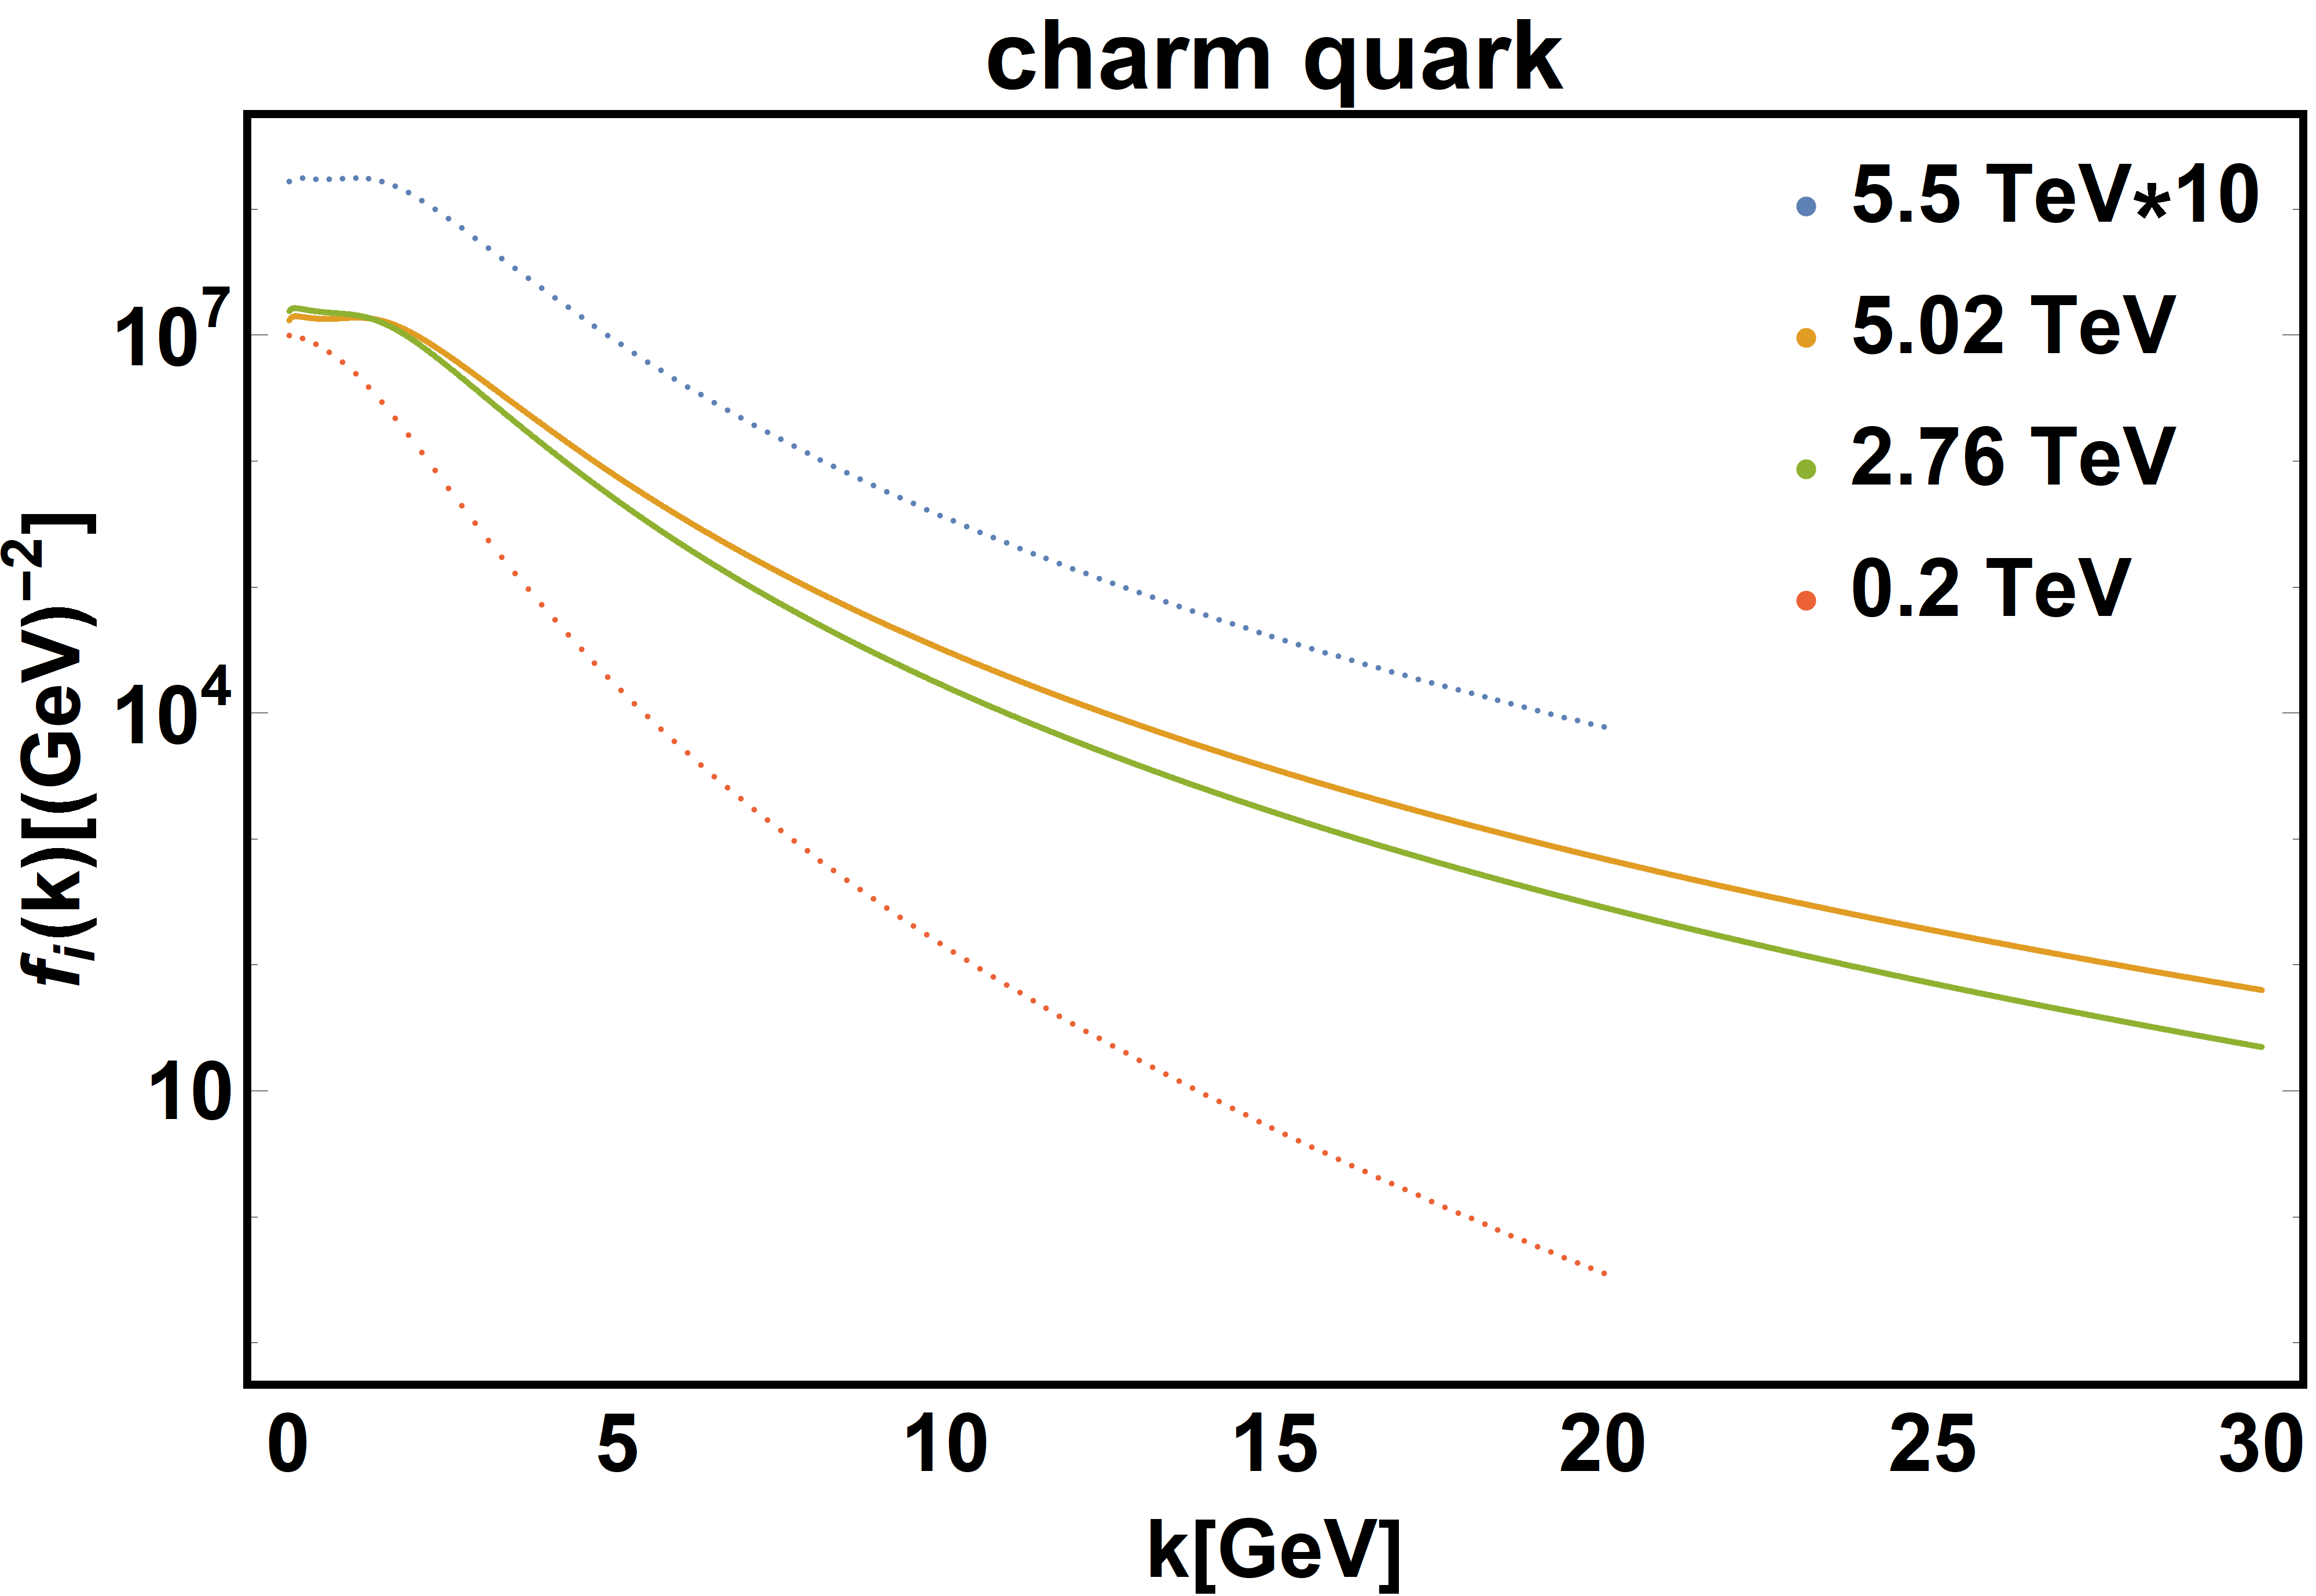 charm quark
5.5 TeV*10
5.02 TeV
2.76 TeV
0.2 TeV
10^7
10^4
10
f_i(k)[(GeV)^−2]
0 5 10 15 20 25 30
k[GeV]